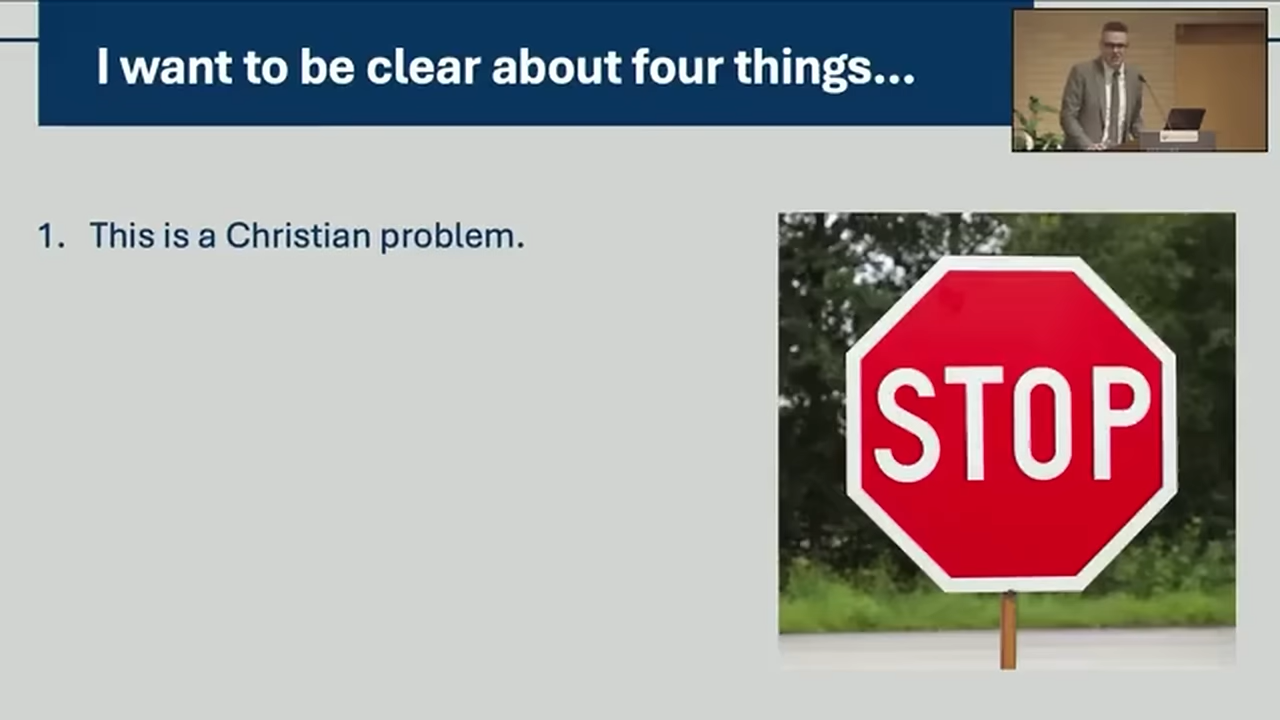 I want to be clear about four things...
1. This is a Christian problem.
STOP